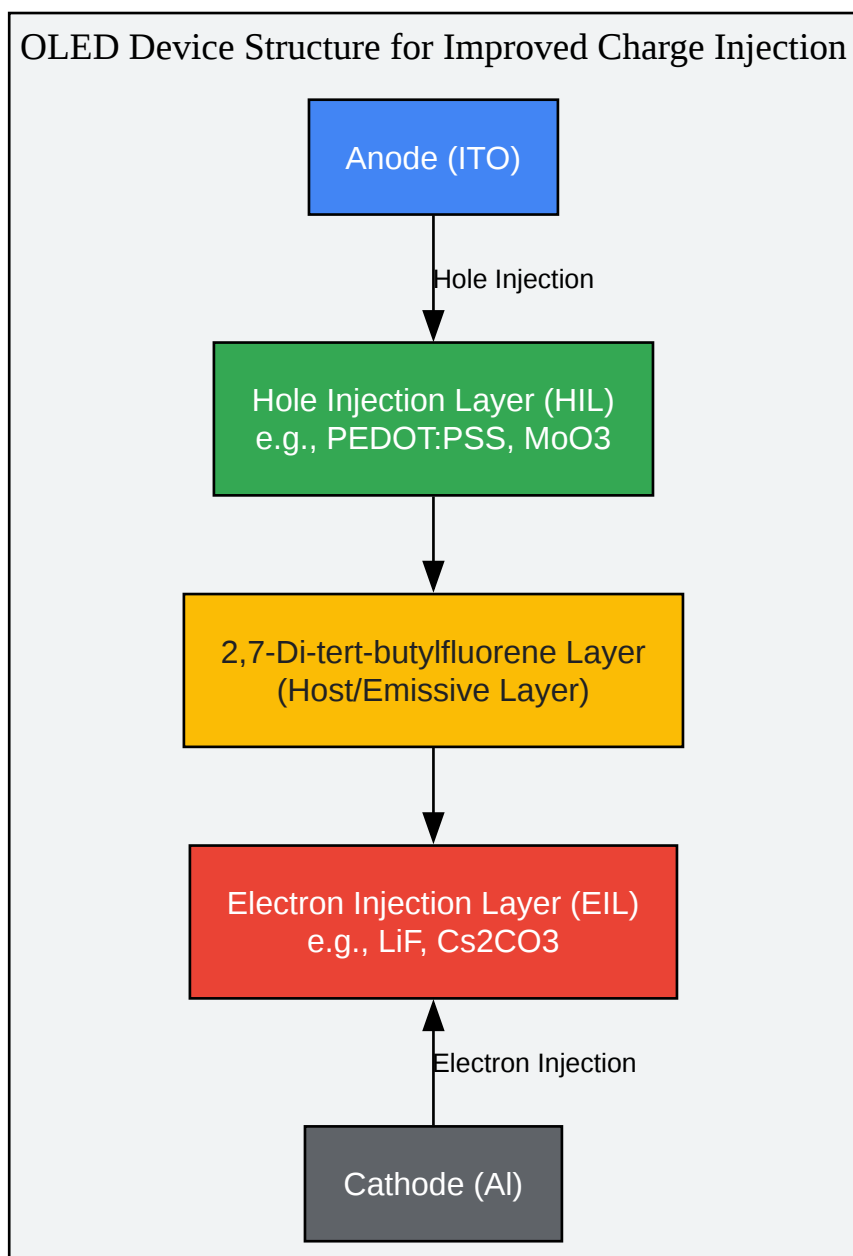 OLED Device Structure for Improved Charge Injection
Anode (ITO)
Hole Injection
Hole Injection Layer (HIL)
e.g., PEDOT:PSS, MoO3
2,7-Di-tert-butylfluorene Layer
(Host/Emissive Layer)
Electron Injection Layer (EIL)
e.g., LiF, Cs2CO3
Electron Injection
Cathode (Al)